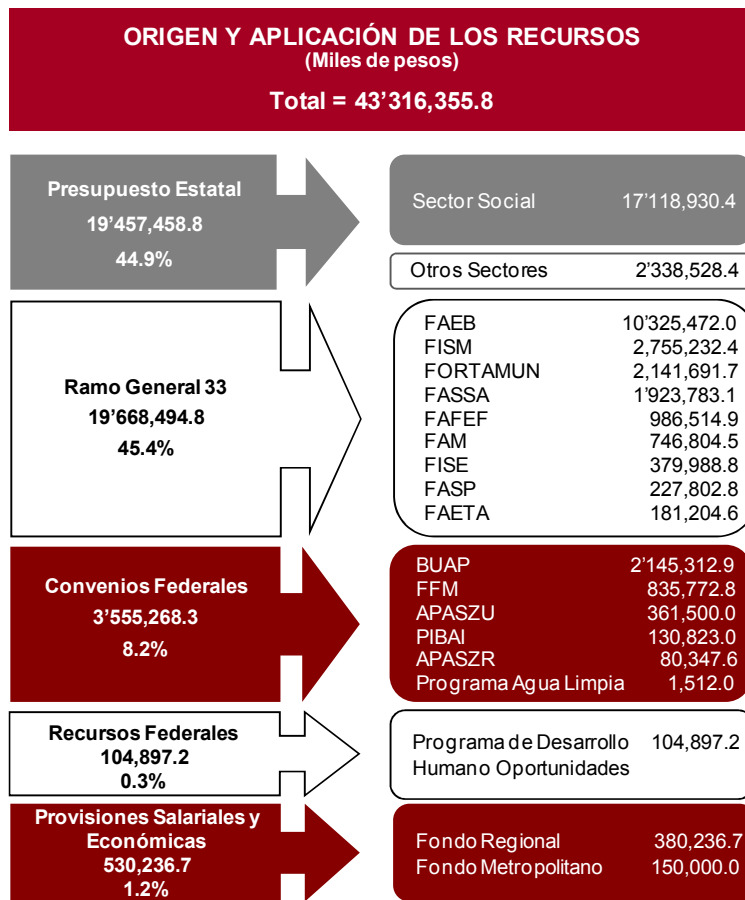 ORIGEN Y APLICACIÓN DE LOS RECURSOS
(Miles de pesos)
Total = 43’316,355.8
Presupuesto Estatal
19’457,458.8
44.9%
Sector Social 17’118,930.4
Otros Sectores 2’338,528.4
Ramo General 33
19’668,494.8
45.4%
FAEB 10’325,472.0
FISM 2,755,232.4
FORTAMUN 2,141,691.7
FASSA 1’923,783.1
FAFEF 986,514.9
FAM 746,804.5
FISE 379,988.8
FASP 227,802.8
FAETA 181,204.6
Convenios Federales
3’555,268.3
8.2%
BUAP 2’145,312.9
FFM 835,772.8
APASZU 361,500.0
PIBAI 130,823.0
APASZR 80,347.6
Programa Agua Limpia 1,512.0
Recursos Federales
104,897.2
0.3%
Programa de Desarrollo 104,897.2
Humano Oportunidades
Provisiones Salariales y
Económicas
530,236.7
1.2%
Fondo Regional 380,236.7
Fondo Metropolitano 150,000.0